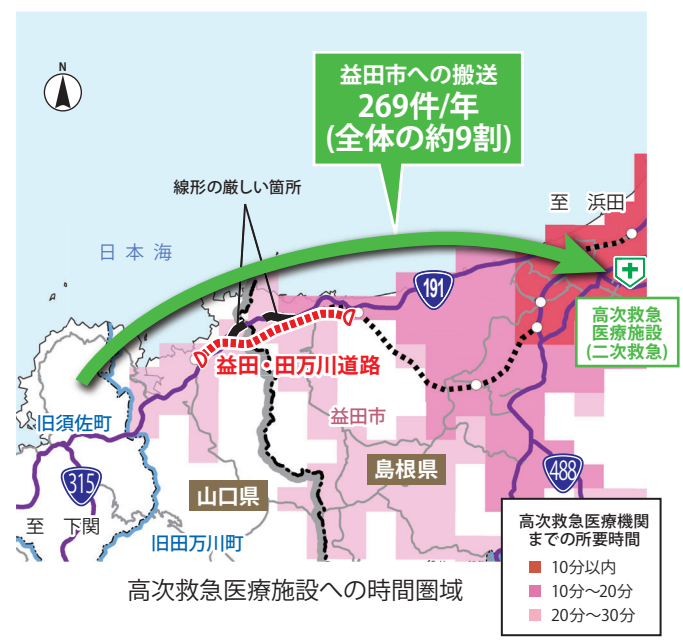 N
益田市への搬送
269件/年
(全体の約9割)
線形の厳しい箇所
至 浜田
日本海
191
高次救急
医療施設
(二次救急)
益田・田万川道路
益田市
旧須佐町
島根県
315
488
山口県
至 下関
旧田万川町
高次救急医療機関
までの所要時間
10分以内
10分～20分
20分～30分
高次救急医療施設への時間圏域